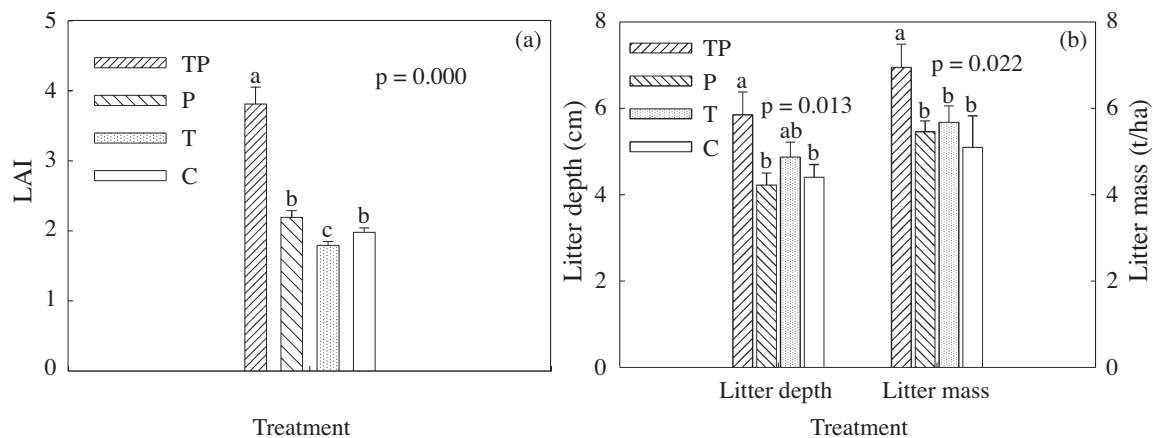 (a)
5
4
3
2
1
0
LAI
TP
P
T
C
p = 0.000
a
b
c
b
Treatment
(b)
8
6
4
2
0
Litter depth (cm)
TP
P
T
C
a
p = 0.013
b
ab
b
a
p = 0.022
b
b
b
8
6
4
2
0
Litter mass (t/ha)
Litter depth
Litter mass
Treatment